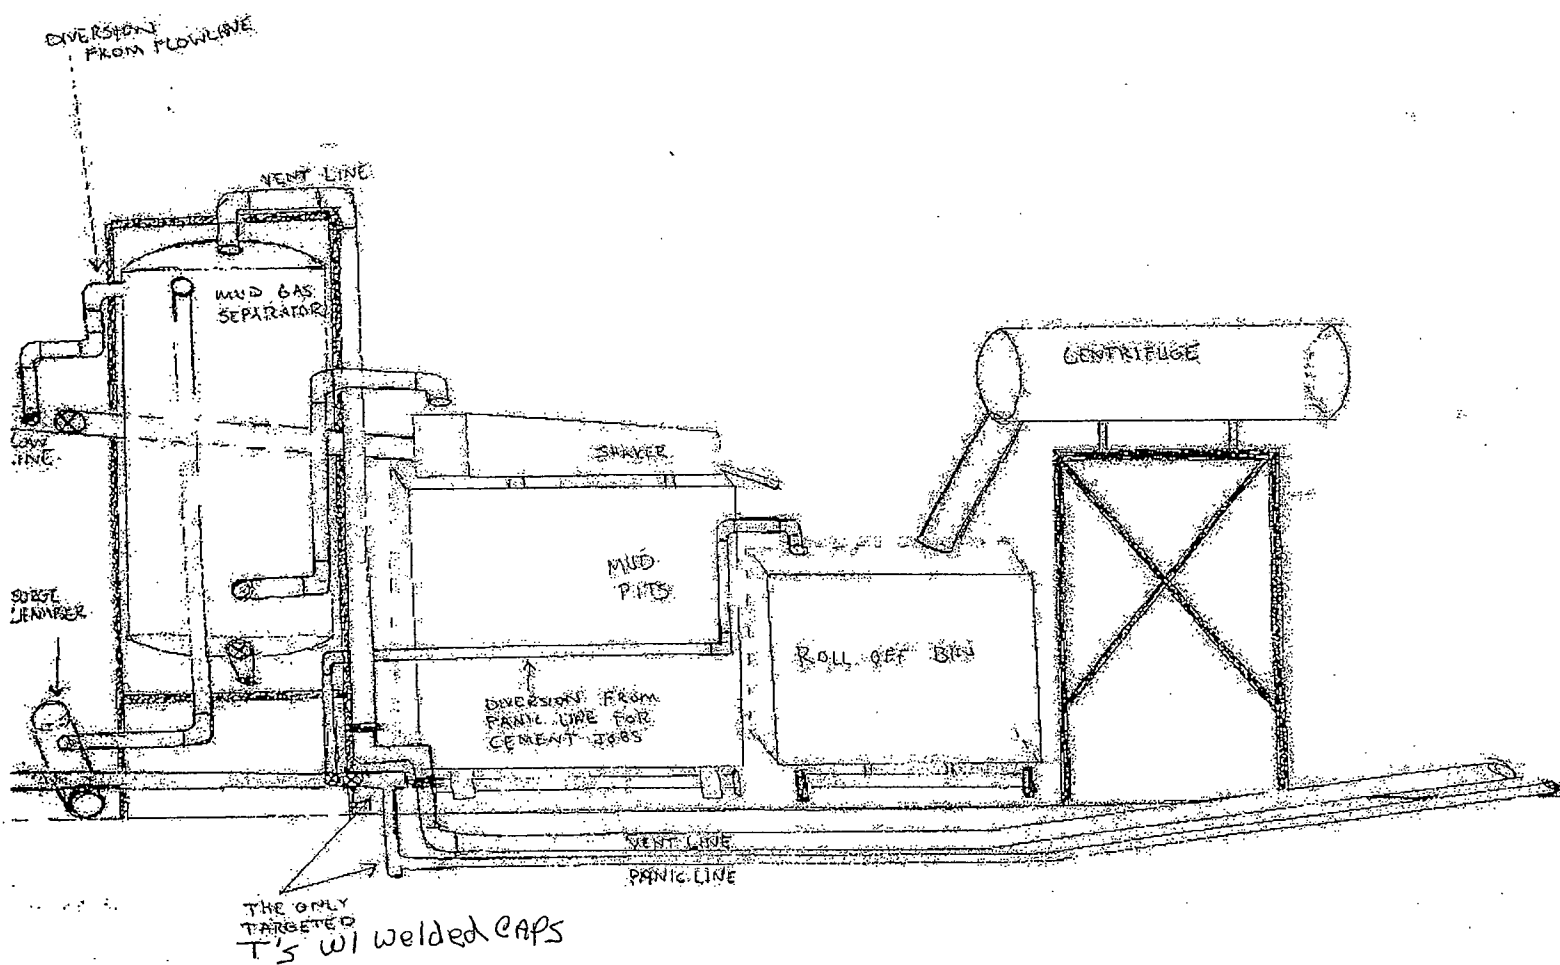 DIVERSION
FROM FLOWLINE
VENT LINE
MUD GAS
SEPARATOR
CENTRIFUGE
SHAKER
MUD
PITS
ROLL OFF BIN
SURGE
DIVERSION FROM
PANIC LINE FOR
CEMENT JOBS
VENT LINE
PANIC LINE
THE ONLY
TARGETED
T's W/ Welded CAPS